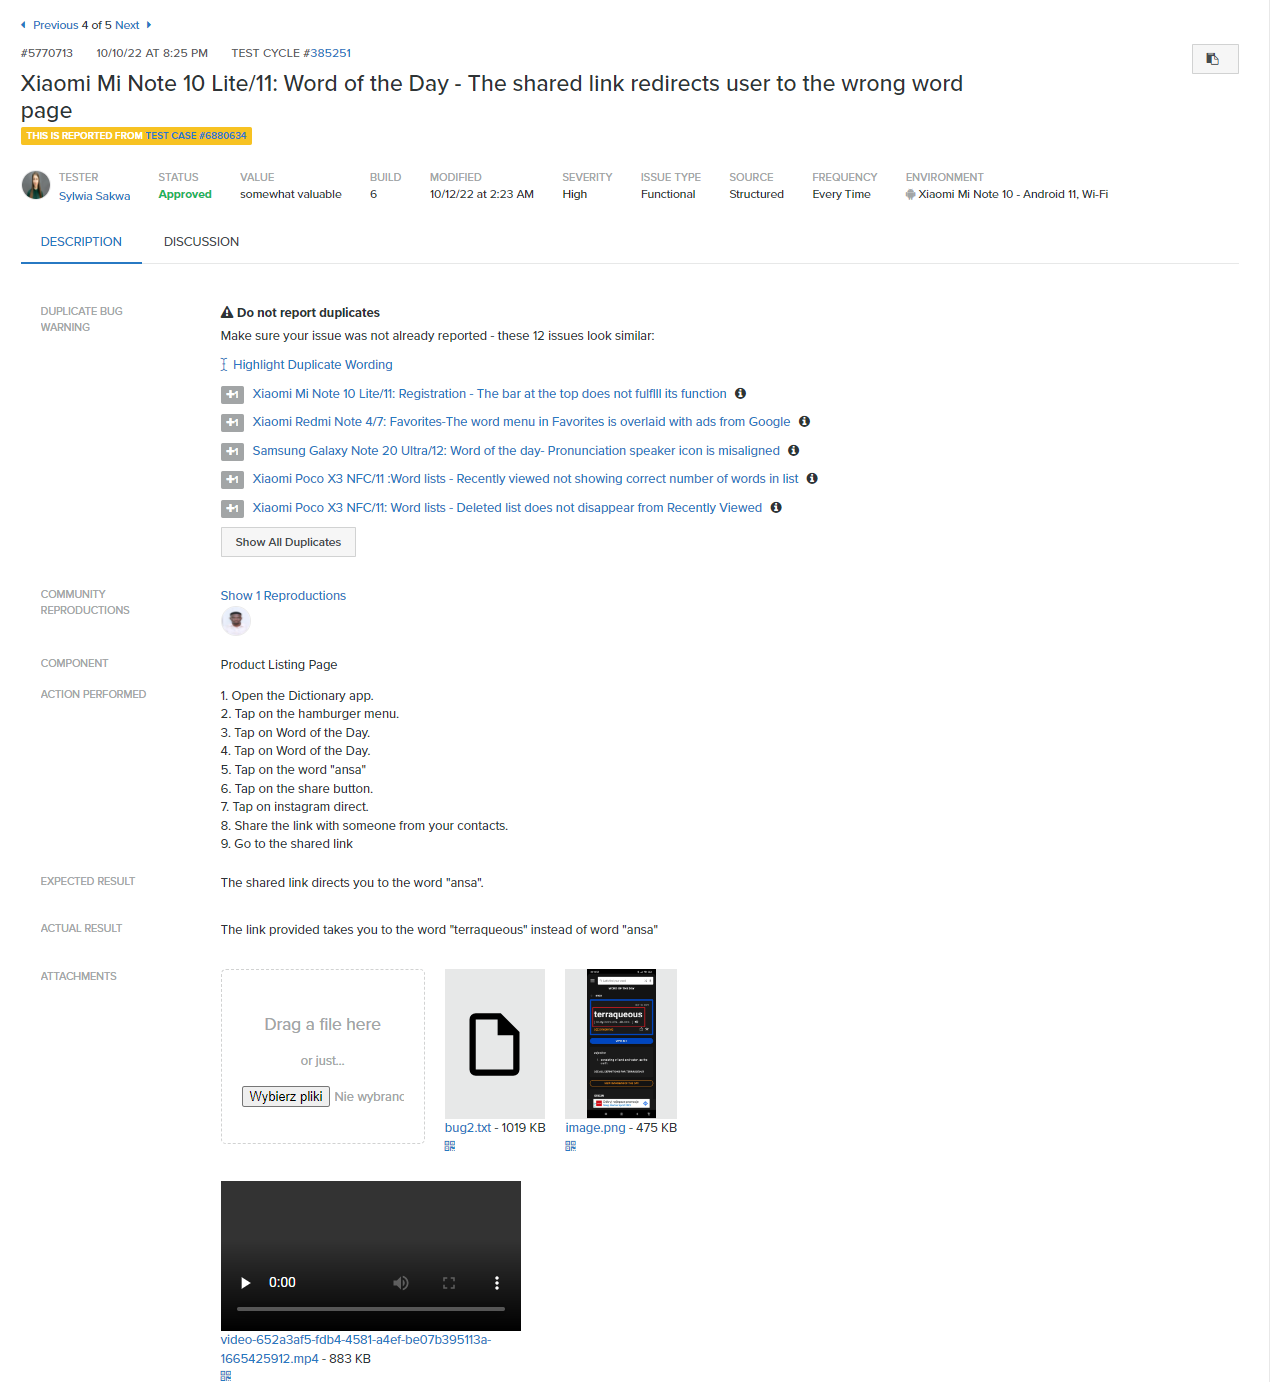 Previous 4 of 5 Next
#5770713 10/10/22 AT 8:25 PM TEST CYCLE #385251
Xiaomi Mi Note 10 Lite/11: Word of the Day - The shared link redirects user to the wrong word
page
THIS IS REPORTED FROM TEST CASE #6880634
TESTER STATUS VALUE BUILD MODIFIED SEVERITY ISSUE TYPE SOURCE FREQUENCY ENVIRONMENT
Sylwia Sakwa Approved somewhat valuable 6 10/12/22 at 2:23 AM High Functional Structured Every Time Xiaomi Mi Note 10 - Android 11, Wi-Fi
DESCRIPTION DISCUSSION
DUPLICATE BUG
WARNING
Do not report duplicates
Make sure your issue was not already reported - these 12 issues look similar:
Highlight Duplicate Wording
+1 Xiaomi Mi Note 10 Lite/11: Registration - The bar at the top does not fulfill its function
+1 Xiaomi Redmi Note 4/7: Favorites-The word menu in Favorites is overlaid with ads from Google
+1 Samsung Galaxy Note 20 Ultra/12: Word of the day- Pronunciation speaker icon is misaligned
+1 Xiaomi Poco X3 NFC/11 :Word lists - Recently viewed not showing correct number of words in list
+1 Xiaomi Poco X3 NFC/11: Word lists - Deleted list does not disappear from Recently Viewed
Show All Duplicates
COMMUNITY
REPRODUCTIONS
Show 1 Reproductions
COMPONENT
Product Listing Page
ACTION PERFORMED
1. Open the Dictionary app.
2. Tap on the hamburger menu.
3. Tap on Word of the Day.
4. Tap on Word of the Day.
5. Tap on the word "ansa"
6. Tap on the share button.
7. Tap on instagram direct.
8. Share the link with someone from your contacts.
9. Go to the shared link
EXPECTED RESULT
The shared link directs you to the word "ansa".
ACTUAL RESULT
The link provided takes you to the word "terraqueous" instead of word "ansa"
ATTACHMENTS
Drag a file here
or just...
Wybierz pliki Nie wybranc
terraqueous
bug2.txt - 1019 KB
image.png - 475 KB
0:00
video-652a3af5-fdb4-4581-a4ef-be07b395113a-
1665425912.mp4 - 883 KB